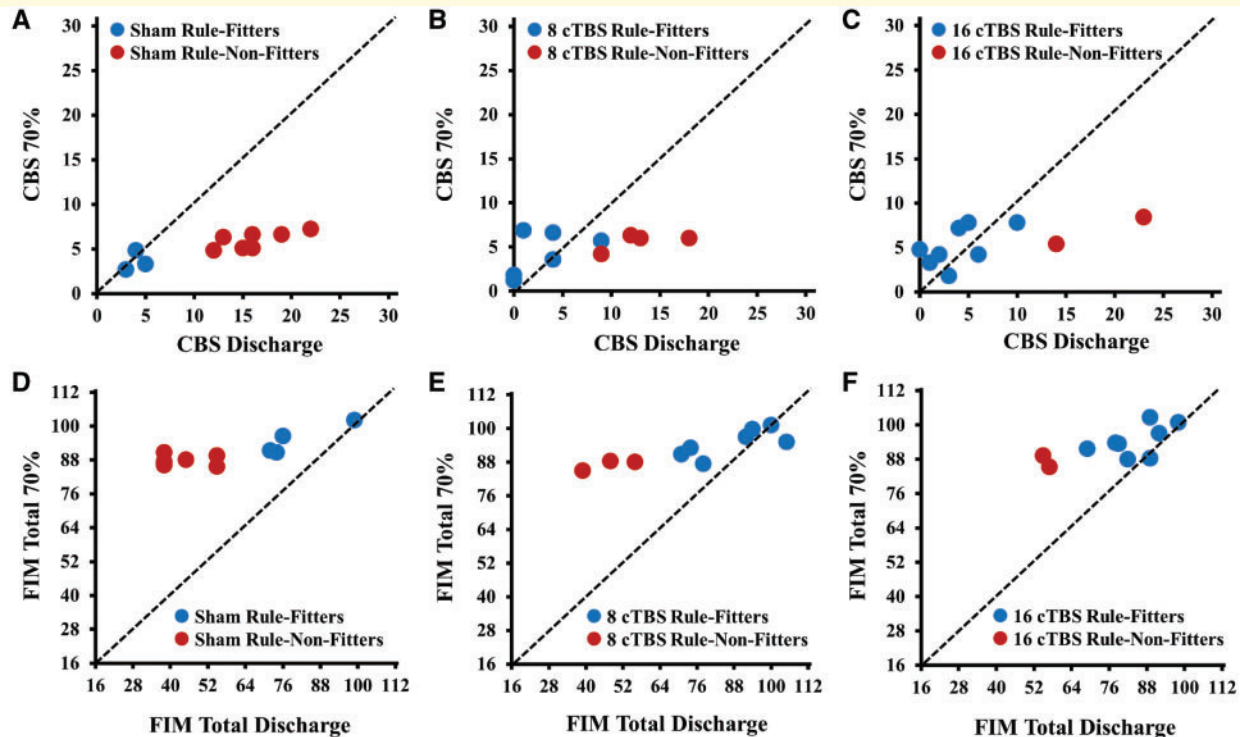 A
30
25
20
15
10
5
0
0 5 10 15 20 25 30
CBS 70%
CBS Discharge
Sham Rule-Fitters
Sham Rule-Non-Fitters
B
30
25
20
15
10
5
0
0 5 10 15 20 25 30
CBS 70%
CBS Discharge
8 cTBS Rule-Fitters
8 cTBS Rule-Non-Fitters
C
30
25
20
15
10
5
0
0 5 10 15 20 25 30
CBS 70%
CBS Discharge
16 cTBS Rule-Fitters
16 cTBS Rule-Non-Fitters
D
112
100
88
76
64
52
40
28
16
16 28 40 52 64 76 88 100 112
FIM Total 70%
FIM Total Discharge
Sham Rule-Fitters
Sham Rule-Non-Fitters
E
112
100
88
76
64
52
40
28
16
16 28 40 52 64 76 88 100 112
FIM Total 70%
FIM Total Discharge
8 cTBS Rule-Fitters
8 cTBS Rule-Non-Fitters
F
112
100
88
76
64
52
40
28
16
16 28 40 52 64 76 88 100 112
FIM Total 70%
FIM Total Discharge
16 cTBS Rule-Fitters
16 cTBS Rule-Non-Fitters